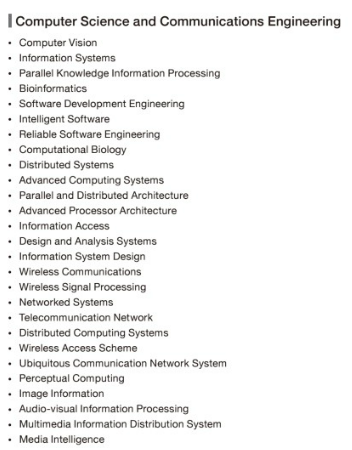 Computer Science and Communications Engineering
• Computer Vision
• Information Systems
• Parallel Knowledge Information Processing
• Bioinformatics
• Software Development Engineering
• Intelligent Software
• Reliable Software Engineering
• Computational Biology
• Distributed Systems
• Advanced Computing Systems
• Parallel and Distributed Architecture
• Advanced Processor Architecture
• Information Access
• Design and Analysis Systems
• Information System Design
• Wireless Communications
• Wireless Signal Processing
• Networked Systems
• Telecommunication Network
• Distributed Computing Systems
• Wireless Access Scheme
• Ubiquitous Communication Network System
• Perceptual Computing
• Image Information
• Audio-visual Information Processing
• Multimedia Information Distribution System
• Media Intelligence